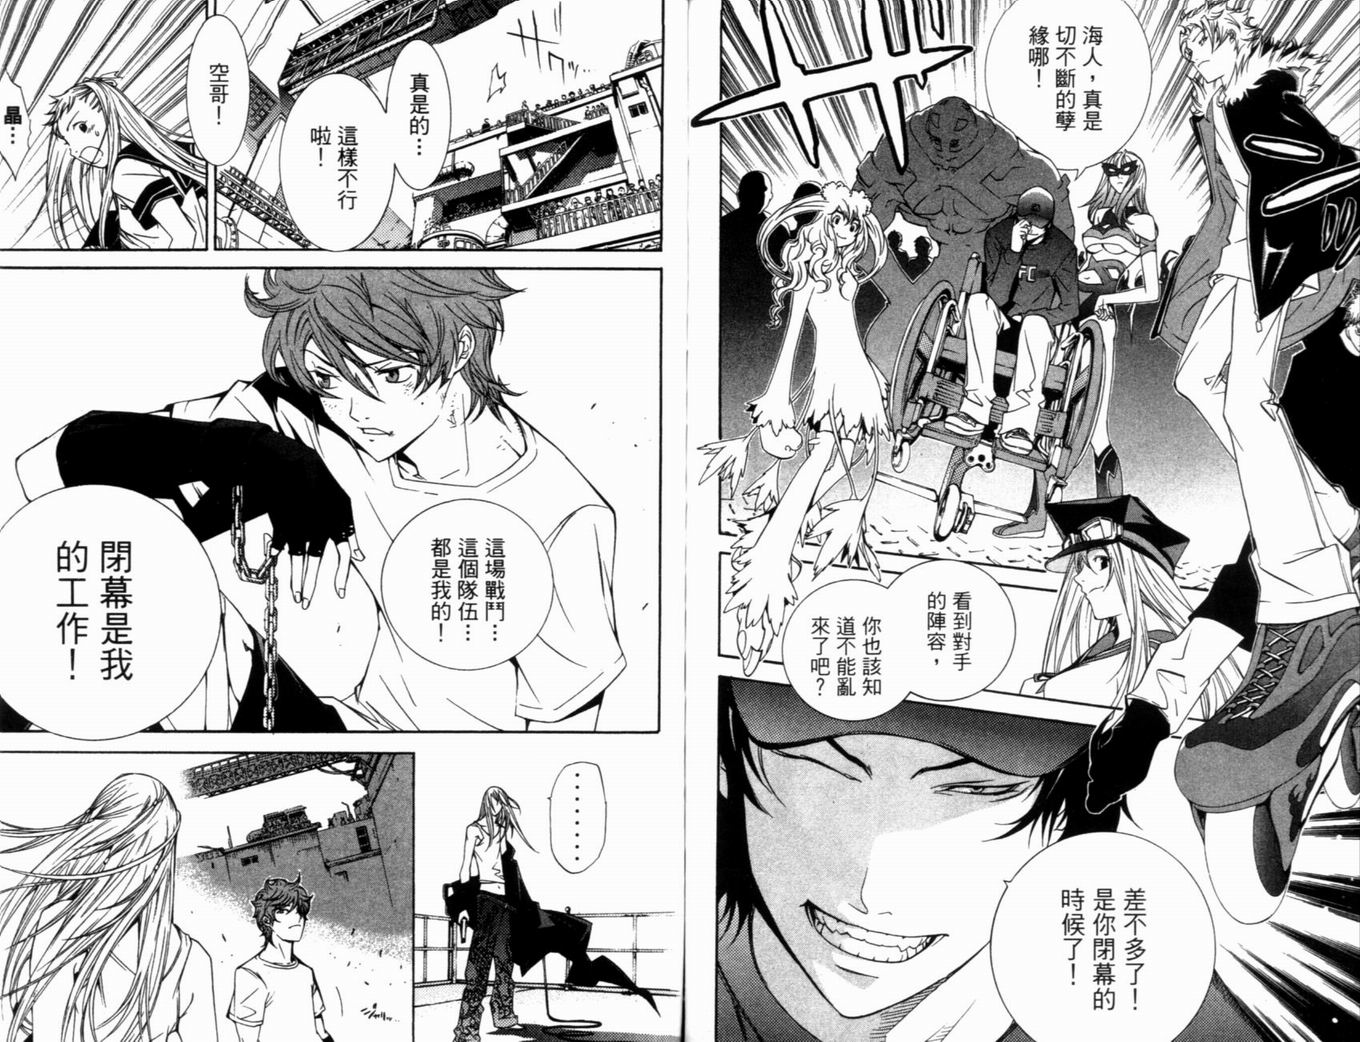 海人，真是
切不斷的孽
緣哪！
FC
看到對手
的陣容，
你也該知
道不能亂
來了吧？
差不多了！
是你閉幕的
時候了！
真是的…
這樣不行
啦！
空哥！
晶…
這場戰鬥…
這個隊伍…
都是我的！
閉幕是我
的工作！
………